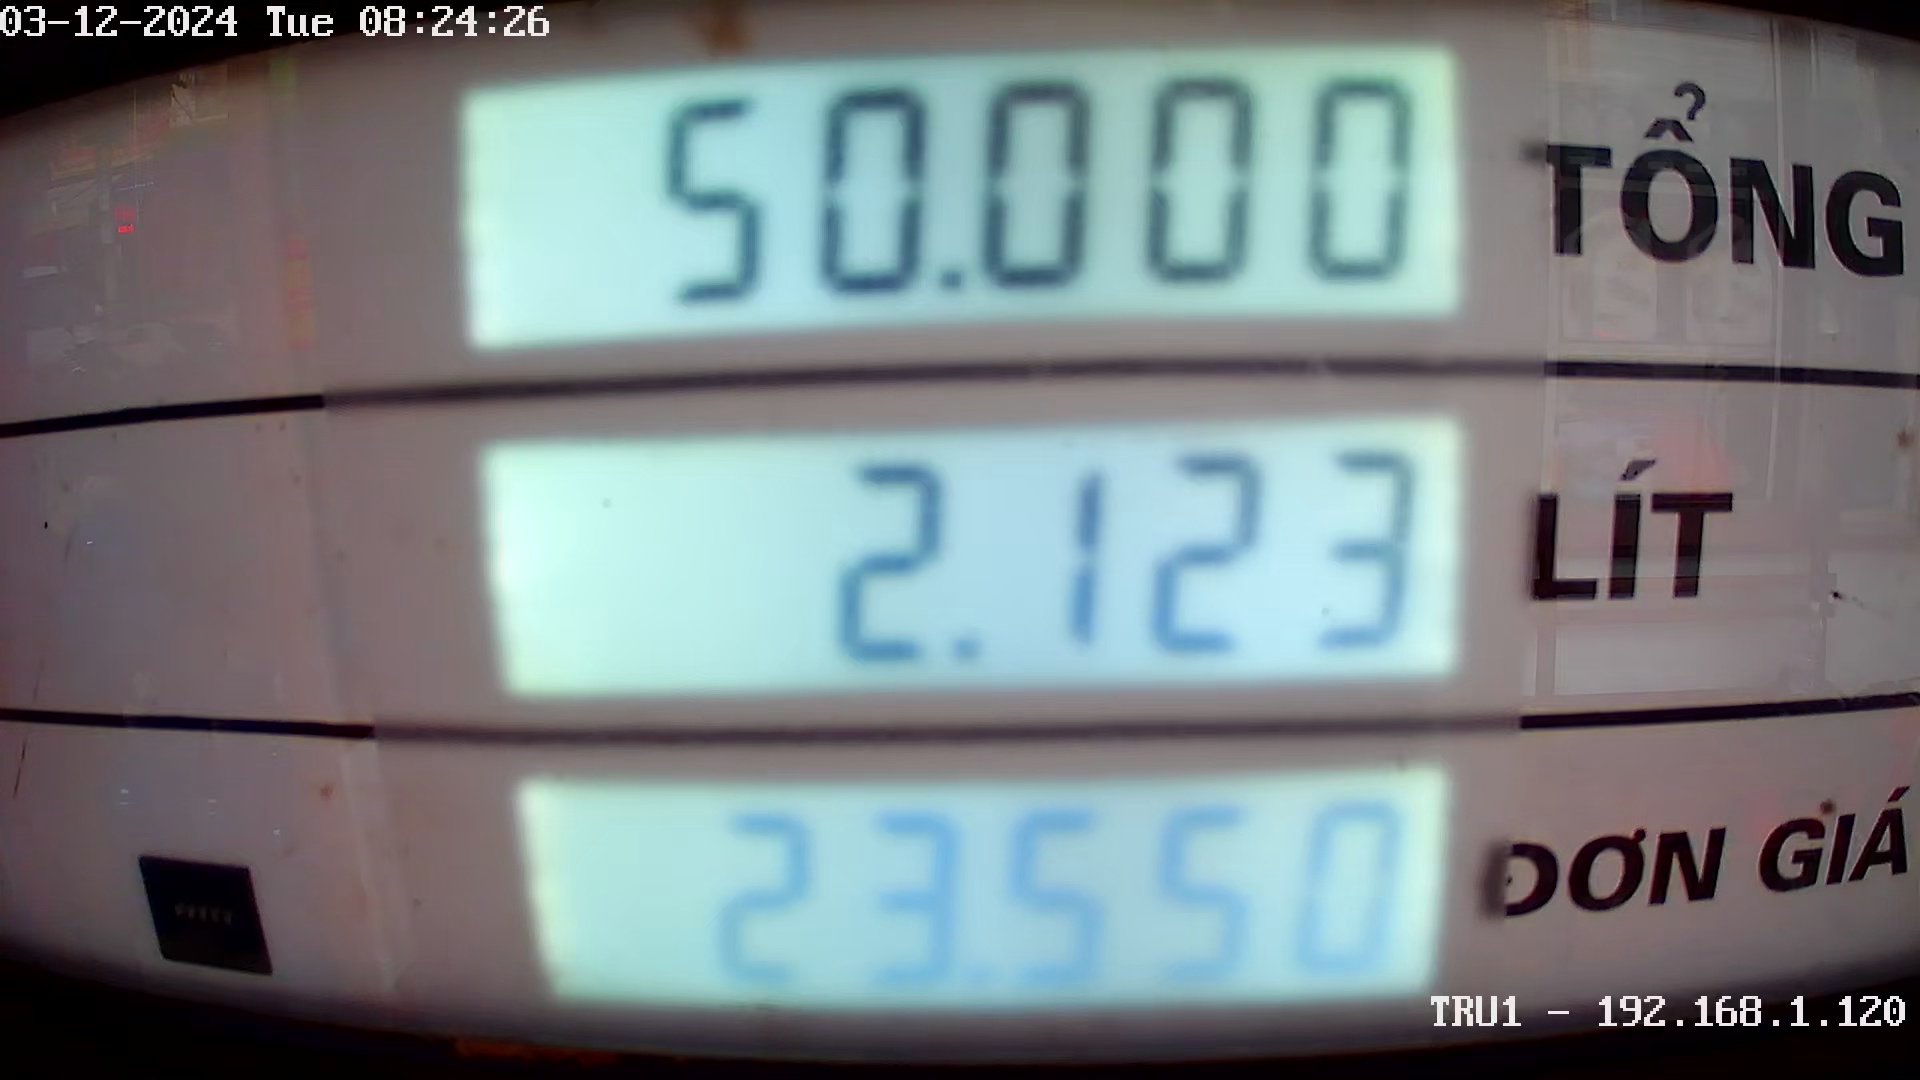 03-12-2024 Tue 08:24:26
50.000 TỔNG
2.123 LÍT
23.550 ĐƠN GIÁ
TRU1 - 192.168.1.120